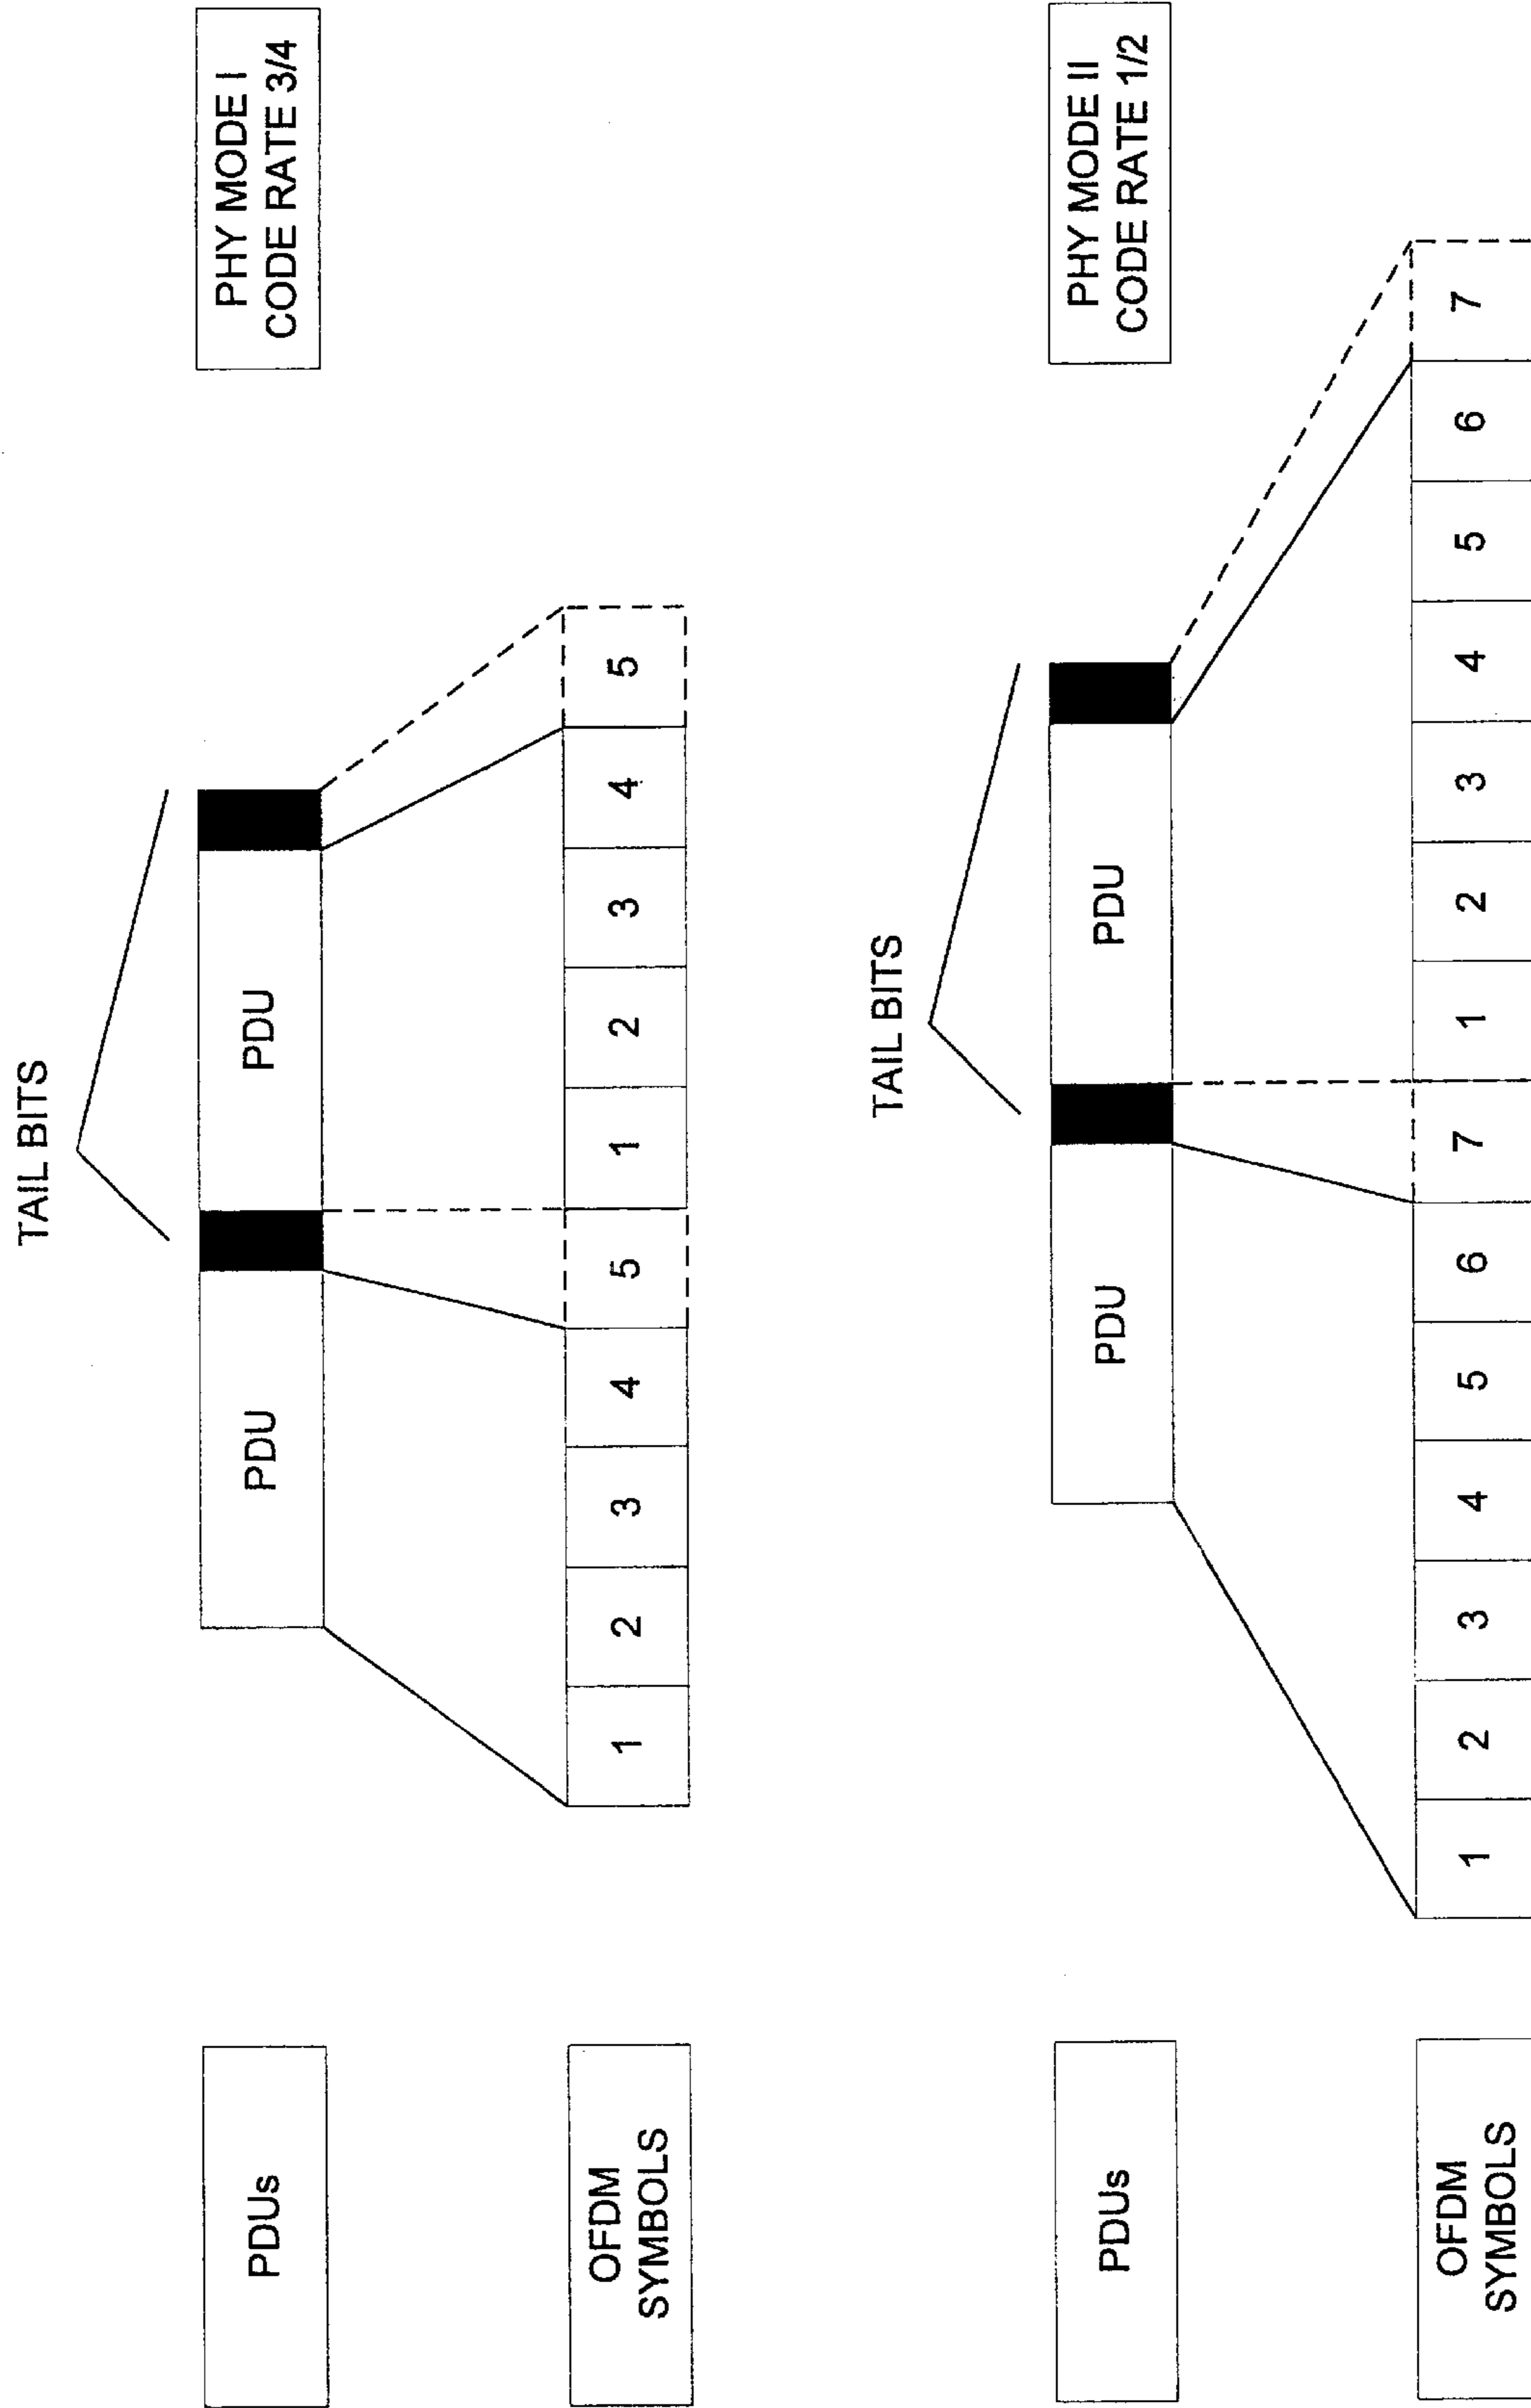 TAIL BITS
PDUs
PDU
PDU
PHY MODE I
CODE RATE 3/4
OFDM
SYMBOLS
1 2 3 4 5 1 2 3 4 5
TAIL BITS
PDUs
PDU
PDU
PHY MODE II
CODE RATE 1/2
OFDM
SYMBOLS
1 2 3 4 5 6 7 1 2 3 4 5 6 7